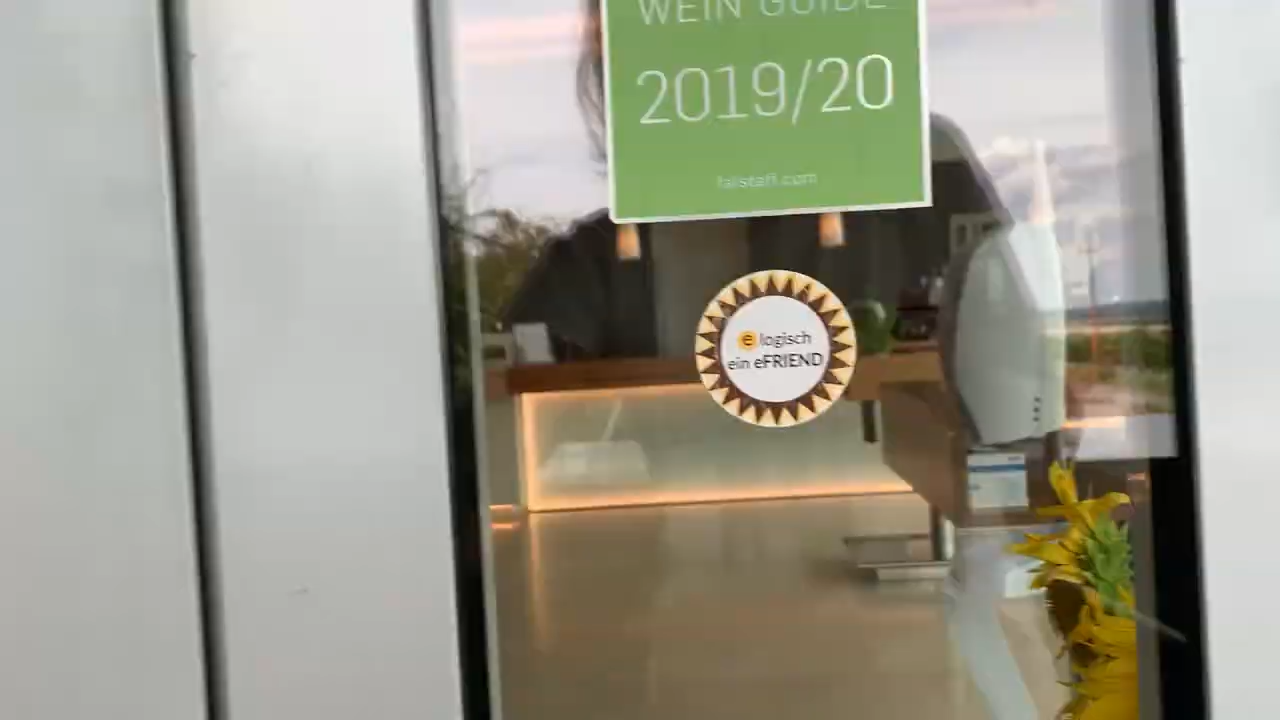 WEIN GUIDE
2019/20
falstaff.com
e logisch
ein eFRIEND